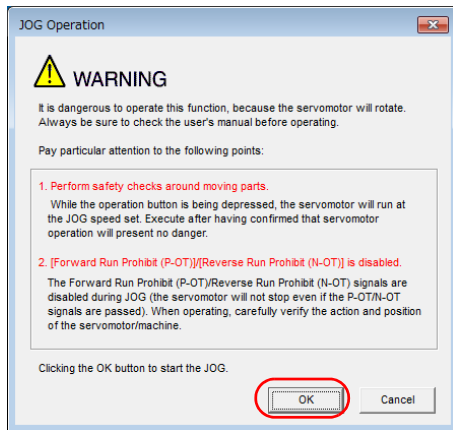 JOG Operation
WARNING
It is dangerous to operate this function, because the servomotor will rotate.
Always be sure to check the user's manual before operating.
Pay particular attention to the following points:
1. Perform safety checks around moving parts.
While the operation button is being depressed, the servomotor will run at
the JOG speed set. Execute after having confirmed that servomotor
operation will present no danger.
2. [Forward Run Prohibit (P-OT)]/[Reverse Run Prohibit (N-OT)] is disabled.
The Forward Run Prohibit (P-OT)/Reverse Run Prohibit (N-OT) signals are
disabled during JOG (the servomotor will not stop even if the P-OT/N-OT
signals are passed). When operating, carefully verify the action and position
of the servomotor/machine.
Clicking the OK button to start the JOG.
OK
Cancel